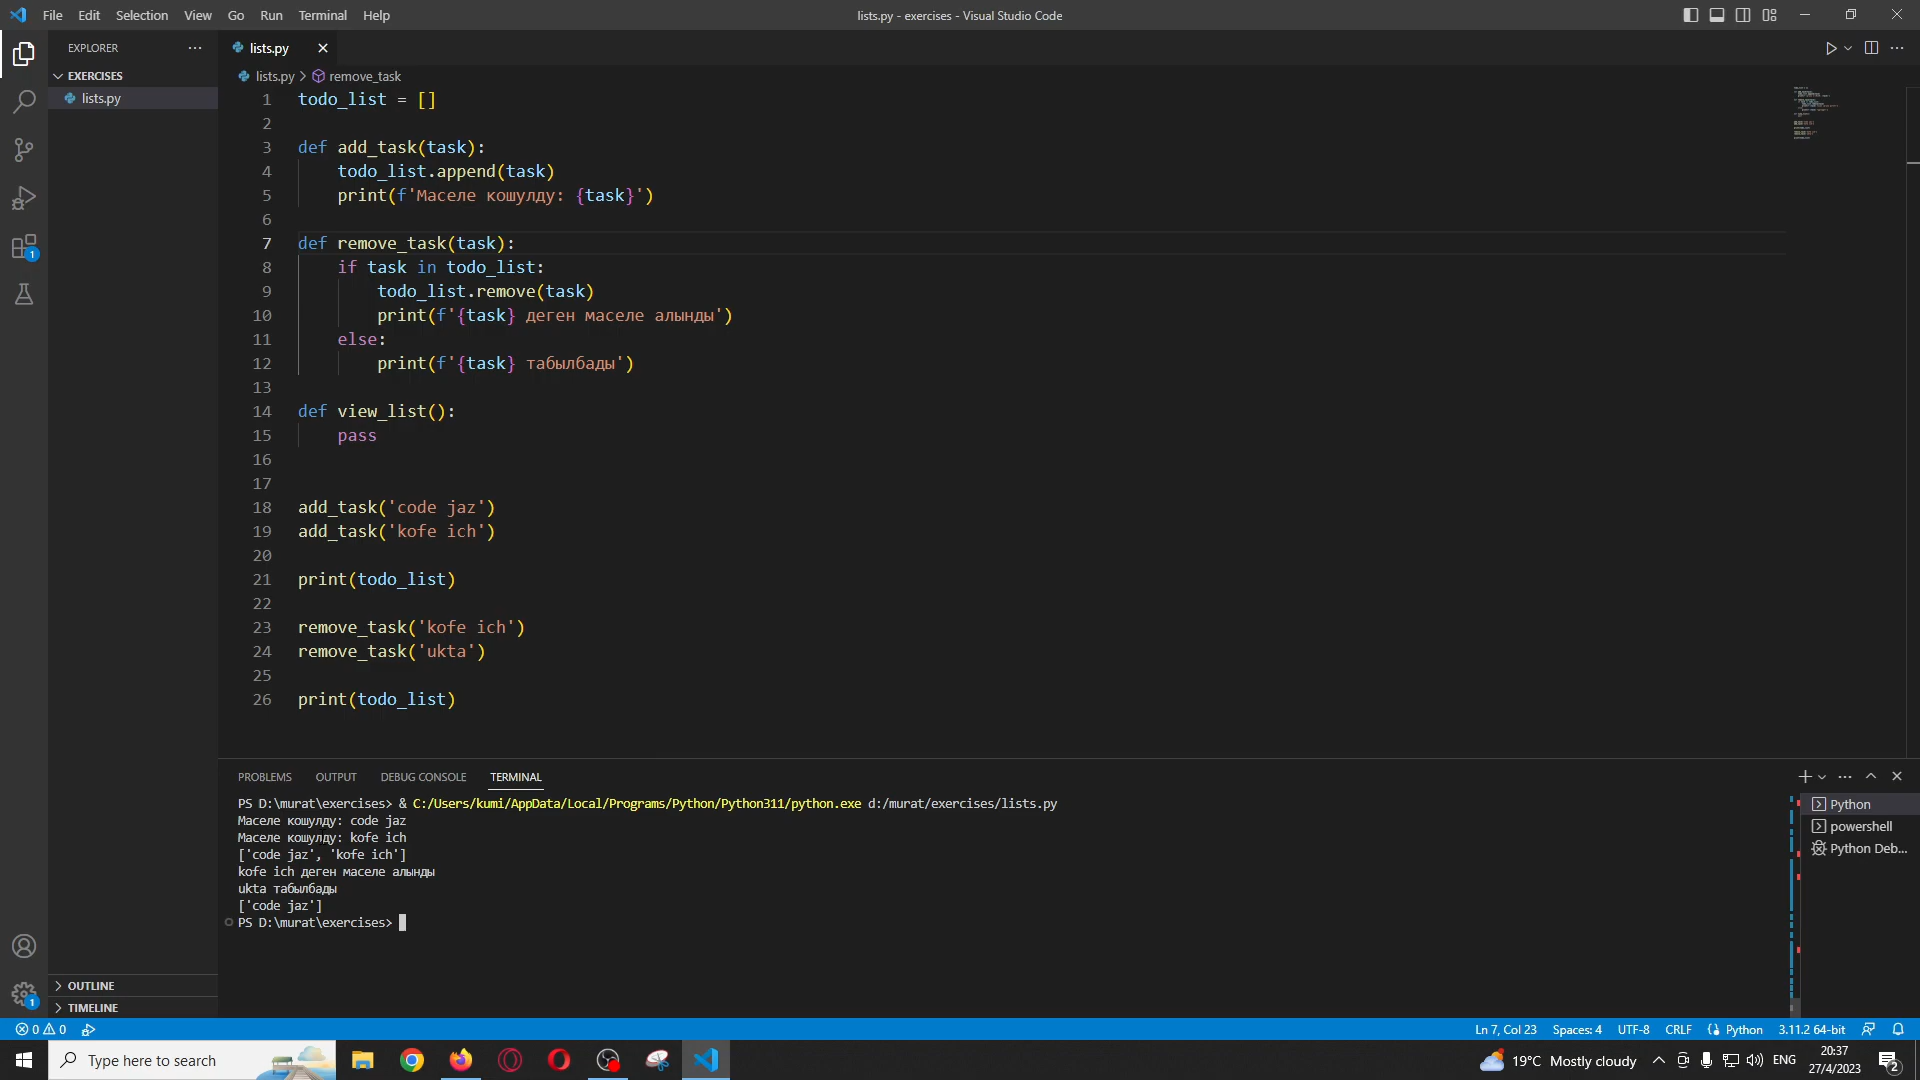 File Edit Selection View Go Run Terminal Help
lists.py - exercises - Visual Studio Code
EXPLORER
EXERCISES
lists.py
lists.py
lists.py > remove_task
1 todo_list = []
2
3 def add_task(task):
4 todo_list.append(task)
5 print(f'Маселе кошулду: {task}')
6
7 def remove_task(task):
8 if task in todo_list:
9 todo_list.remove(task)
10 print(f'{task} деген маселе алынды')
11 else:
12 print(f'{task} табылбады')
13
14 def view_list():
15 pass
16
17
18 add_task('code jaz')
19 add_task('kofe ich')
20
21 print(todo_list)
22
23 remove_task('kofe ich')
24 remove_task('ukta')
25
26 print(todo_list)
PROBLEMS OUTPUT DEBUG CONSOLE TERMINAL
PS D:\murat\exercises> & C:/Users/kumi/AppData/Local/Programs/Python/Python311/python.exe d:/murat/exercises/lists.py
Маселе кошулду: code jaz
Маселе кошулду: kofe ich
['code jaz', 'kofe ich']
kofe ich деген маселе алынды
ukta табылбады
['code jaz']
PS D:\murat\exercises>
Python
powershell
Python Deb...
OUTLINE
TIMELINE
1
1
0 0
Ln 7, Col 23 Spaces: 4 UTF-8 CRLF Python 3.11.2 64-bit
Type here to search
19°C Mostly cloudy
ENG
20:37
27/4/2023
2